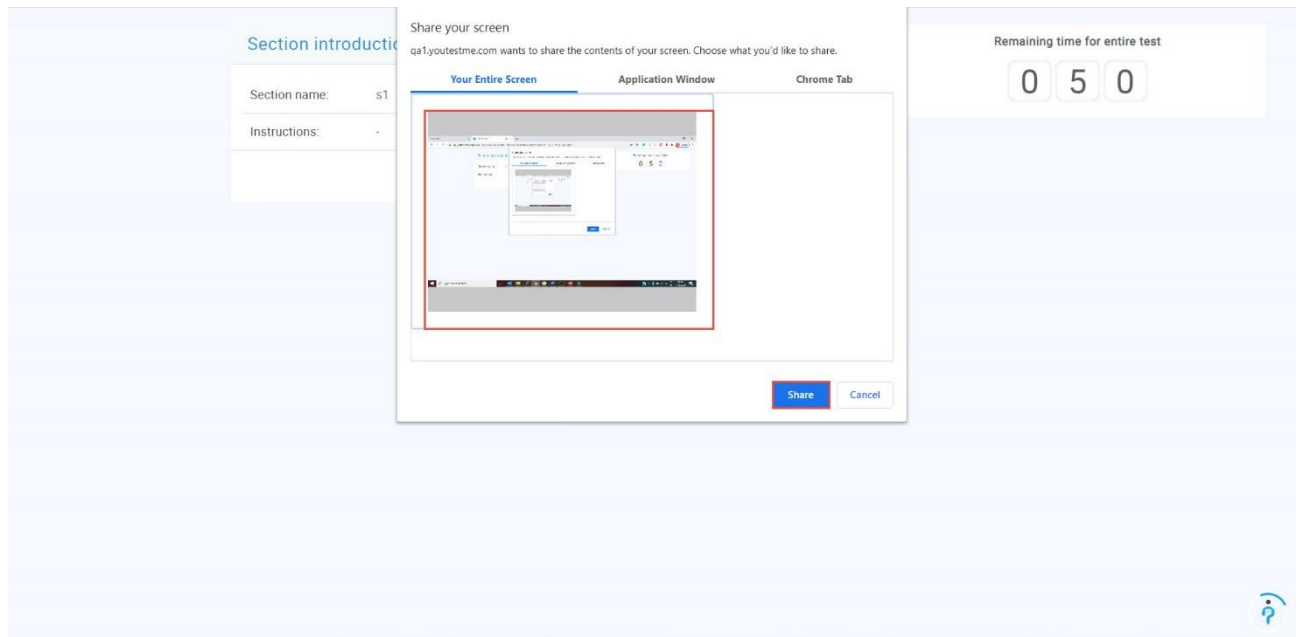 Share your screen
qa1.youtestme.com wants to share the contents of your screen. Choose what you'd like to share.
Your Entire Screen Application Window Chrome Tab
Share Cancel
Section introductio
Section name: s1
Instructions: -
Remaining time for entire test
0 5 0